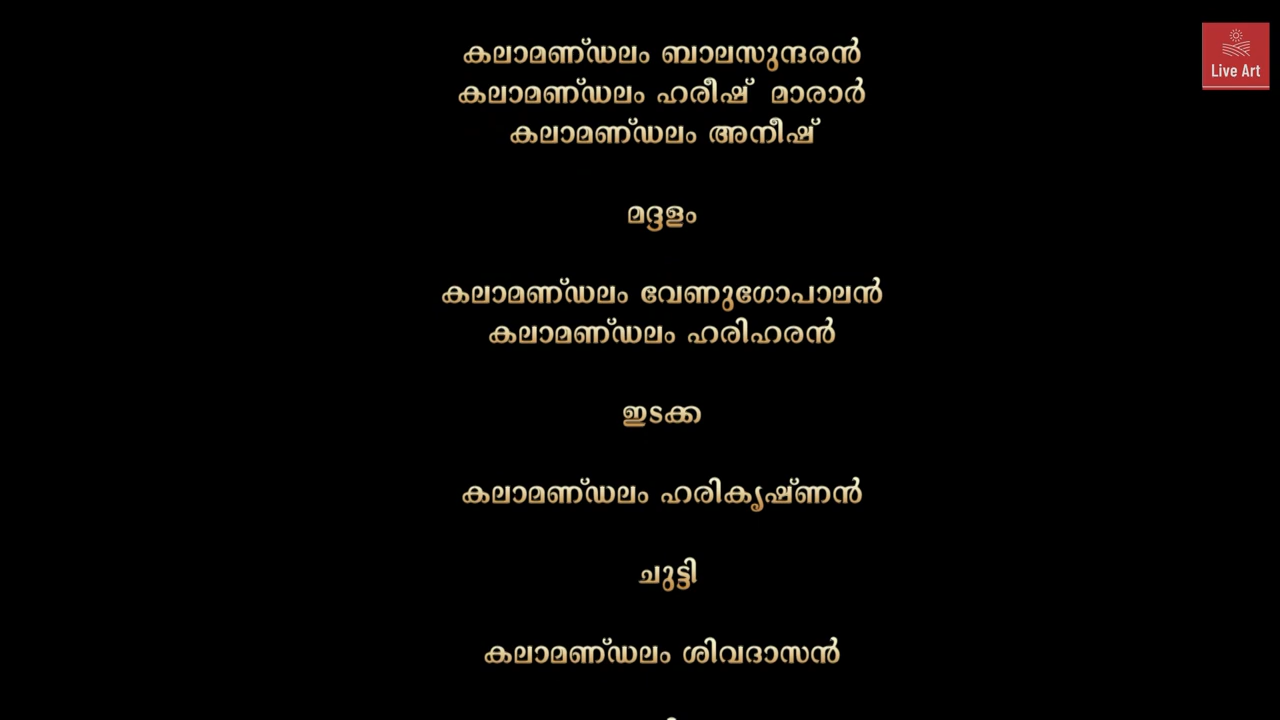 കലാമണ്ഡലം ബാലസുന്ദരൻ
കലാമണ്ഡലം ഹരീഷ് മാരാർ
കലാമണ്ഡലം അനീഷ്
മദ്ദളം
കലാമണ്ഡലം വേണുഗോപാലൻ
കലാമണ്ഡലം ഹരിഹരൻ
ഇടക്ക
കലാമണ്ഡലം ഹരികൃഷ്ണൻ
ചുട്ടി
കലാമണ്ഡലം ശിവദാസൻ
Live Art